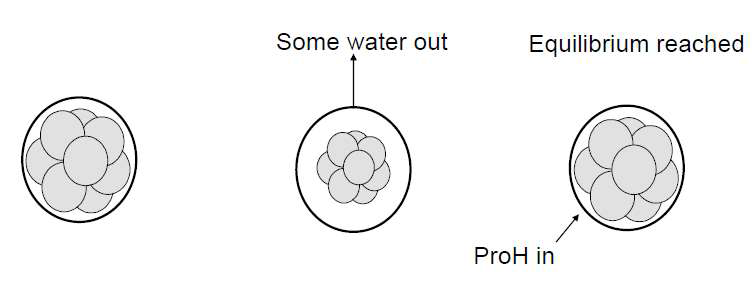 Some water out
Equilibrium reached
ProH in